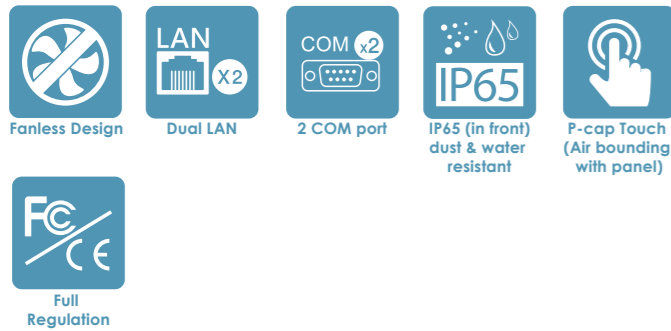 LAN
X2
COM x2
IP65
Fanless Design
Dual LAN
2 COM port
IP65 (in front)
dust & water
resistant
P-cap Touch
(Air bounding
with panel)
FC
CE
Full
Regulation